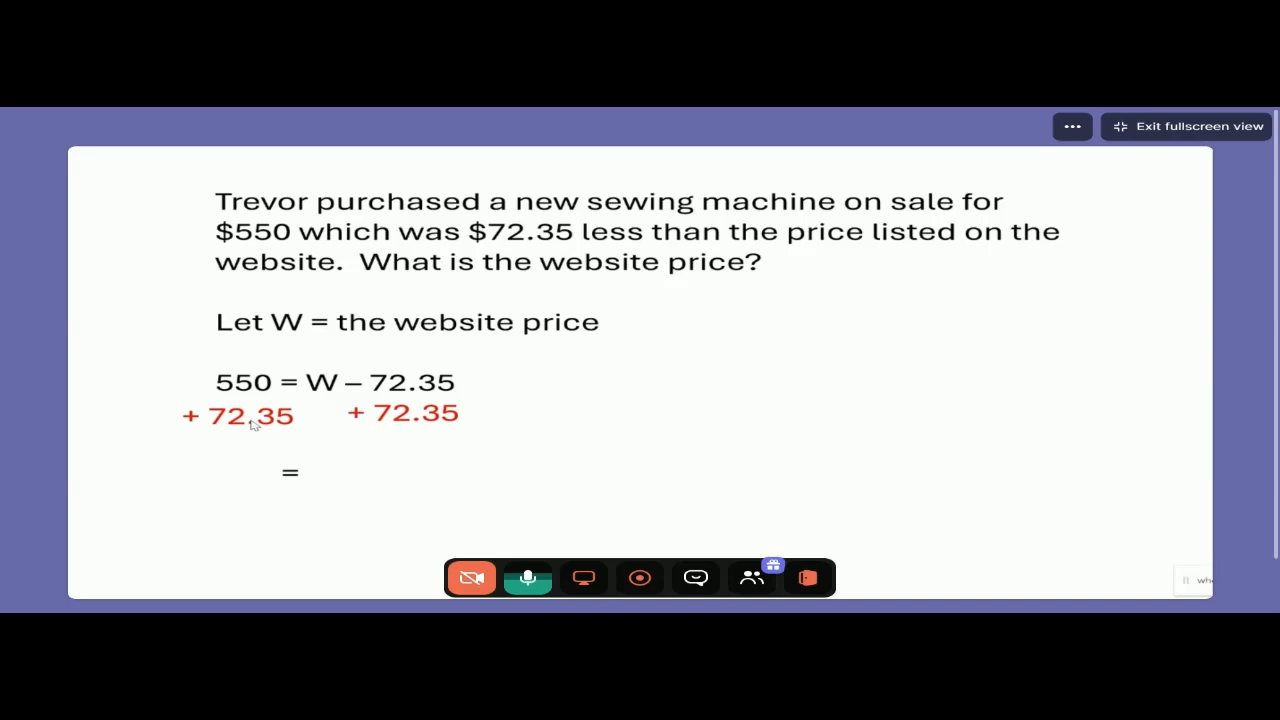 ••• Exit fullscreen view
Trevor purchased a new sewing machine on sale for
$550 which was $72.35 less than the price listed on the
website.  What is the website price?
Let W = the website price
550 = W – 72.35
+ 72.35 + 72.35
=